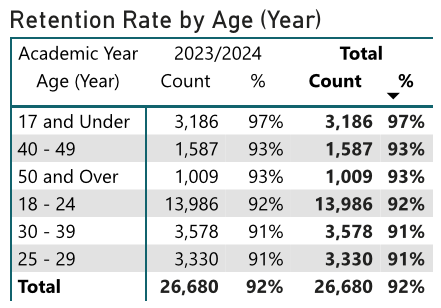 Retention Rate by Age (Year)
Academic Year 2023/2024 Total
Age (Year) Count % Count %
17 and Under 3,186 97% 3,186 97%
40 - 49 1,587 93% 1,587 93%
50 and Over 1,009 93% 1,009 93%
18 - 24 13,986 92% 13,986 92%
30 - 39 3,578 91% 3,578 91%
25 - 29 3,330 91% 3,330 91%
Total 26,680 92% 26,680 92%